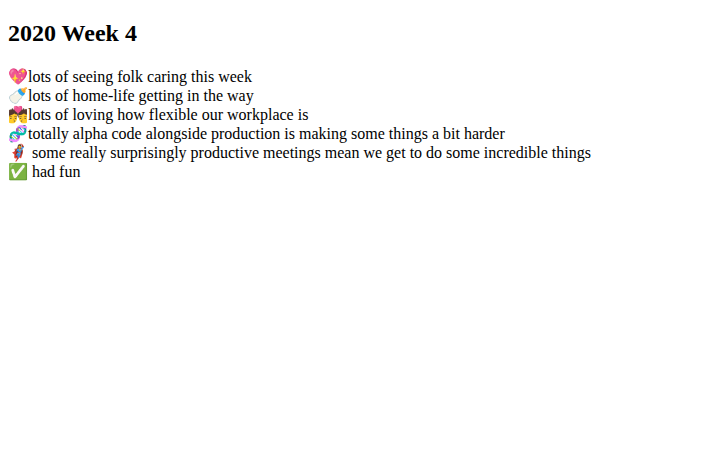 2020 Week 4
💖lots of seeing folk caring this week
🍼lots of home-life getting in the way
💏lots of loving how flexible our workplace is
🧬totally alpha code alongside production is making some things a bit harder
🦸 some really surprisingly productive meetings mean we get to do some incredible things
✅ had fun